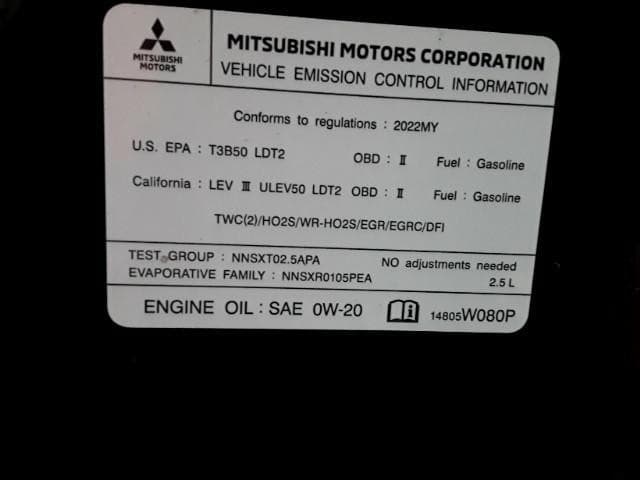 MITSUBISHI
MOTORS
MITSUBISHI MOTORS CORPORATION
VEHICLE EMISSION CONTROL INFORMATION
Conforms to regulations : 2022MY
U.S. EPA : T3B50 LDT2 OBD : Ⅱ Fuel : Gasoline
California : LEV Ⅲ ULEV50 LDT2 OBD : Ⅱ Fuel : Gasoline
TWC(2)/HO2S/WR-HO2S/EGR/EGRC/DFI
TEST GROUP : NNSXT02.5APA NO adjustments needed
EVAPORATIVE FAMILY : NNSXR0105PEA 2.5 L
ENGINE OIL : SAE 0W-20 14805W080P